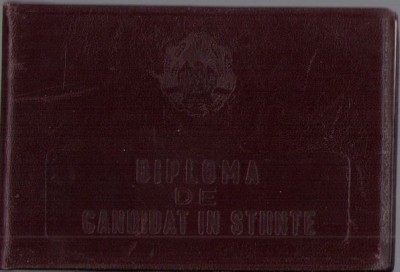 DIPLOMA
DE
CANDIDAT IN STIINTE